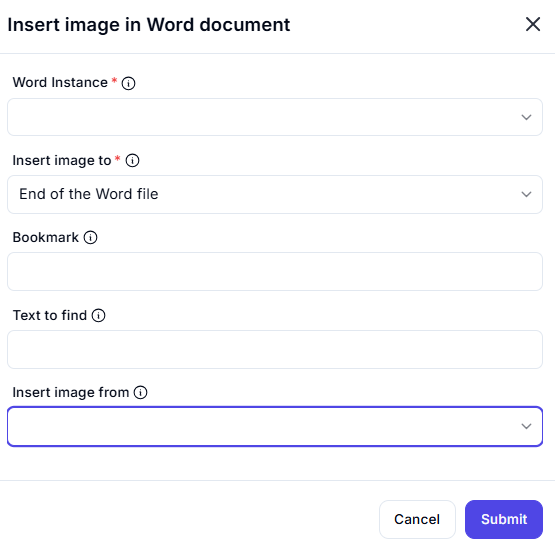 Insert image in Word document
Word Instance *
Insert image to *
End of the Word file
Bookmark
Text to find
Insert image from
Cancel Submit